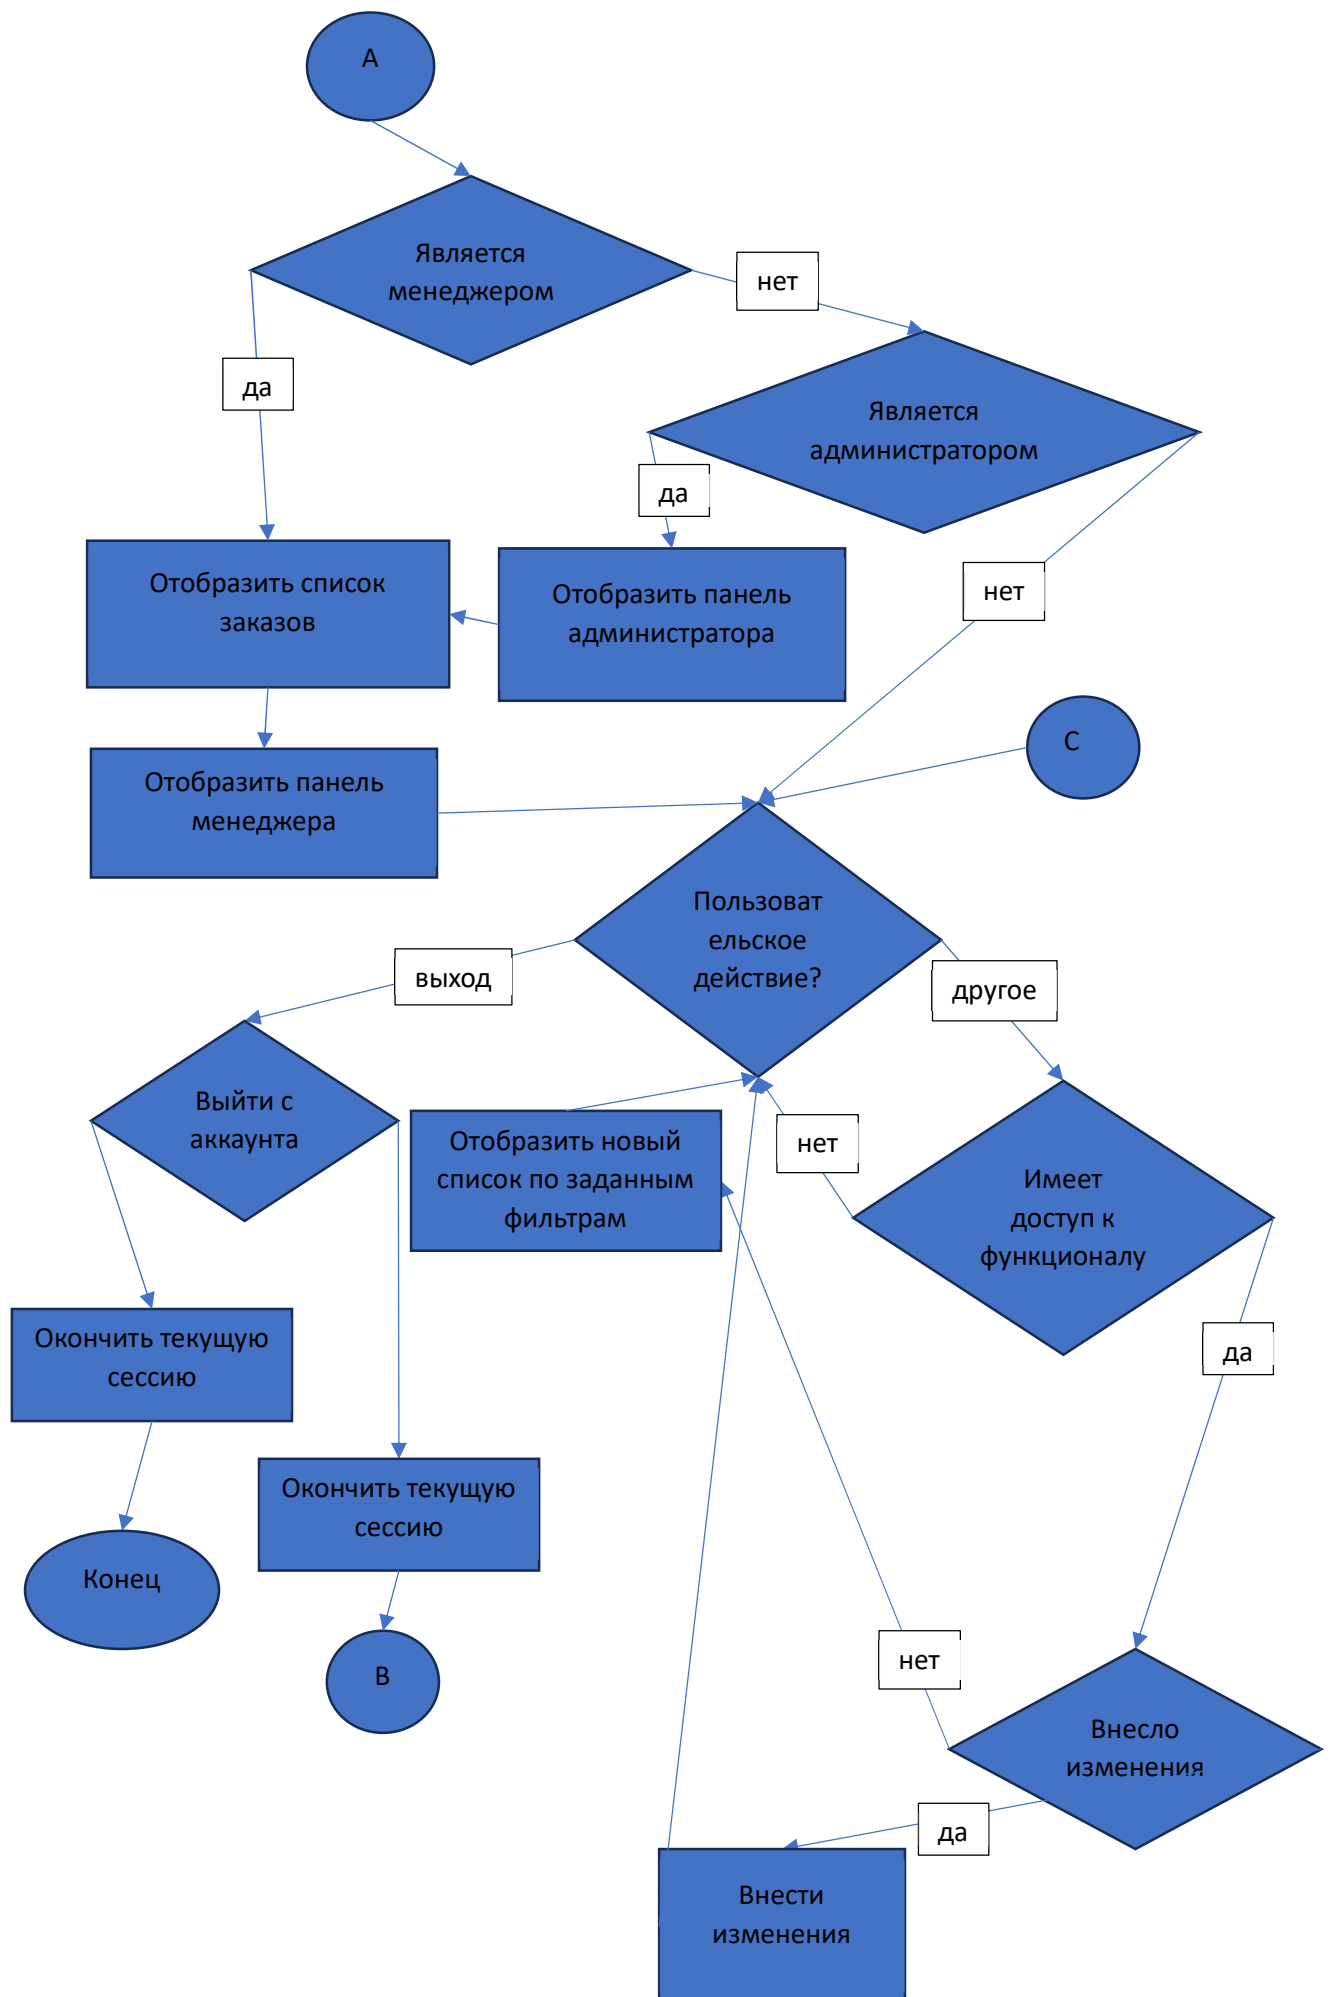 А
Является
менеджером
нет
да
Является
администратором
да
нет
Отобразить список
заказов
Отобразить панель
администратора
С
Отобразить панель
менеджера
Пользоват
ельское
действие?
выход
другое
Выйти с
аккаунта
Отобразить новый
список по заданным
фильтрам
нет
Имеет
доступ к
функционалу
Окончить текущую
сессию
да
Окончить текущую
сессию
Конец
В
нет
Внесло
изменения
да
Внести
изменения